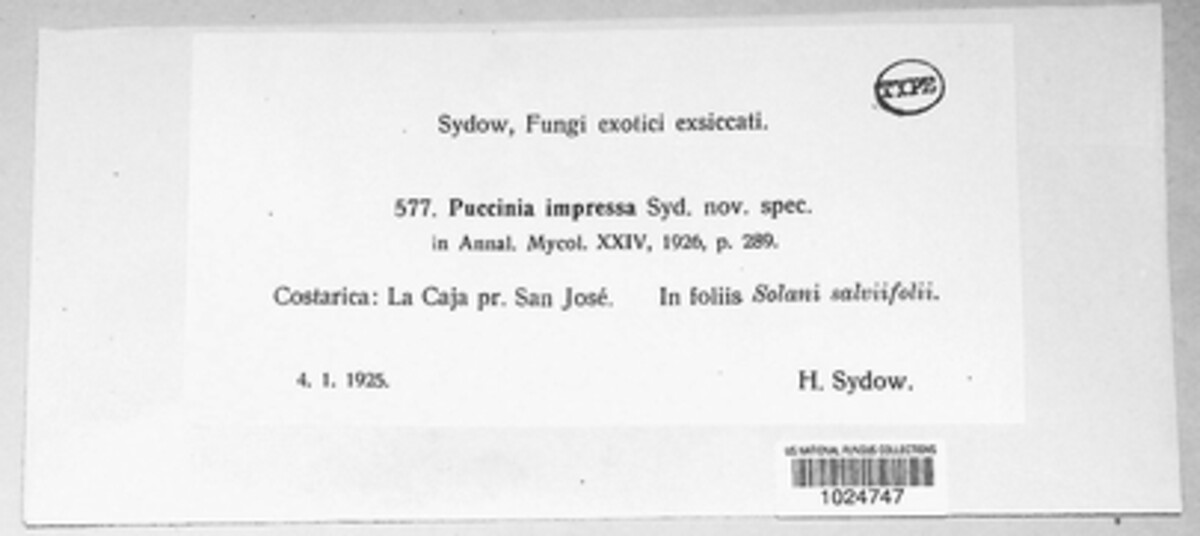 TYPE
Sydow, Fungi exotici exsiccati.
577. Puccinia impressa Syd. nov. spec.
in Annal. Mycol. XXIV, 1926, p. 289.
Costarica: La Caja pr. San José. In foliis Solani salviifolii.
4. 1. 1925. H. Sydow.
US NATIONAL FUNGUS COLLECTIONS
1024747